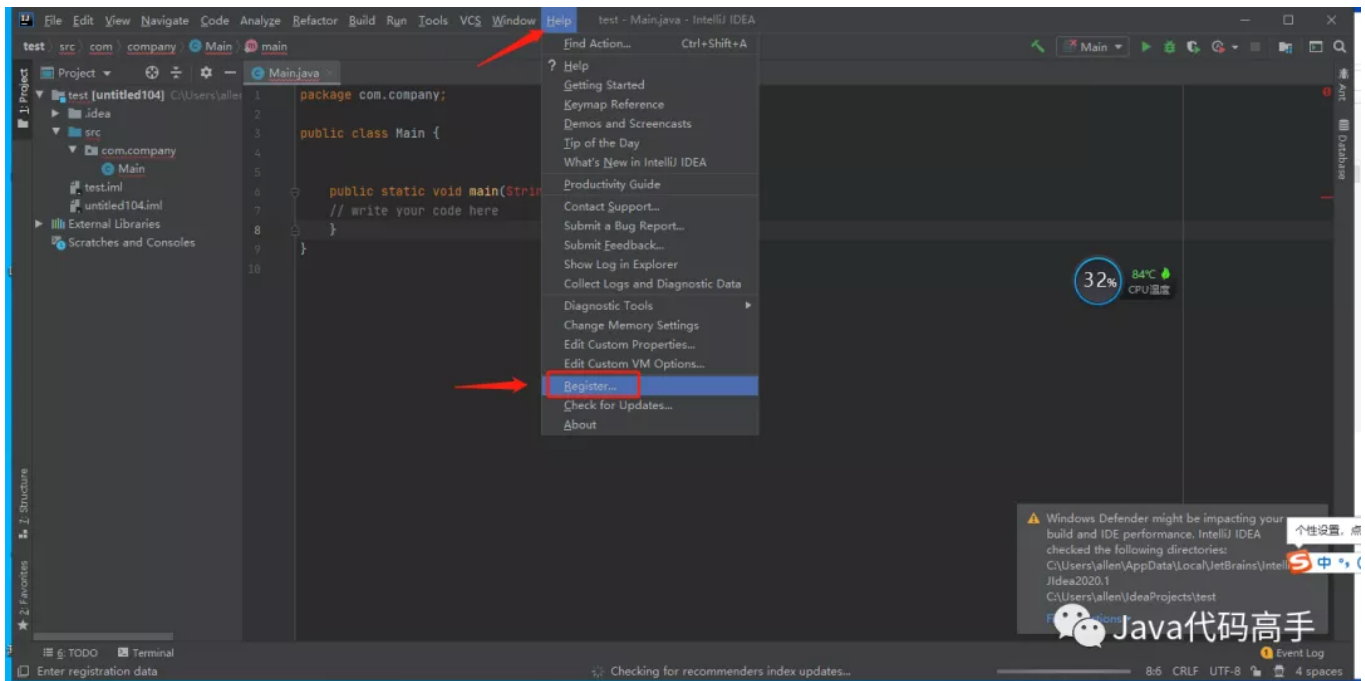 File Edit View Navigate Code Analyze Refactor Build Run Tools VCS Window Help test - Main.java - IntelliJ IDEA
test src com company Main main
Main
Project
Main.java
1: Project
test [untitled104] C:\Users\aller
.idea
src
com.company
Main
test.iml
untitled104.iml
External Libraries
Scratches and Consoles
1 package com.company;
2
3 public class Main {
4
5
6 public static void main(Strin
7 // write your code here
8 }
9 }
10
Find Action... Ctrl+Shift+A
? Help
Getting Started
Keymap Reference
Demos and Screencasts
Tip of the Day
What's New in IntelliJ IDEA
Productivity Guide
Contact Support...
Submit a Bug Report...
Submit Feedback...
Show Log in Explorer
Collect Logs and Diagnostic Data
Diagnostic Tools
Change Memory Settings
Edit Custom Properties...
Edit Custom VM Options...
Register...
Check for Updates...
About
Ant
Database
32%
84℃
CPU温度
Z: Structure
2: Favorites
Windows Defender might be impacting your
build and IDE performance. IntelliJ IDEA
checked the following directories:
C:\Users\allen\AppData\Local\JetBrains\Intelli
JIdea2020.1
C:\Users\allen\IdeaProjects\test
个性设置，点
中
Java代码高手
6: TODO Terminal
1 Event Log
Enter registration data
Checking for recommenders index updates...
8:6 CRLF UTF-8 4 spaces